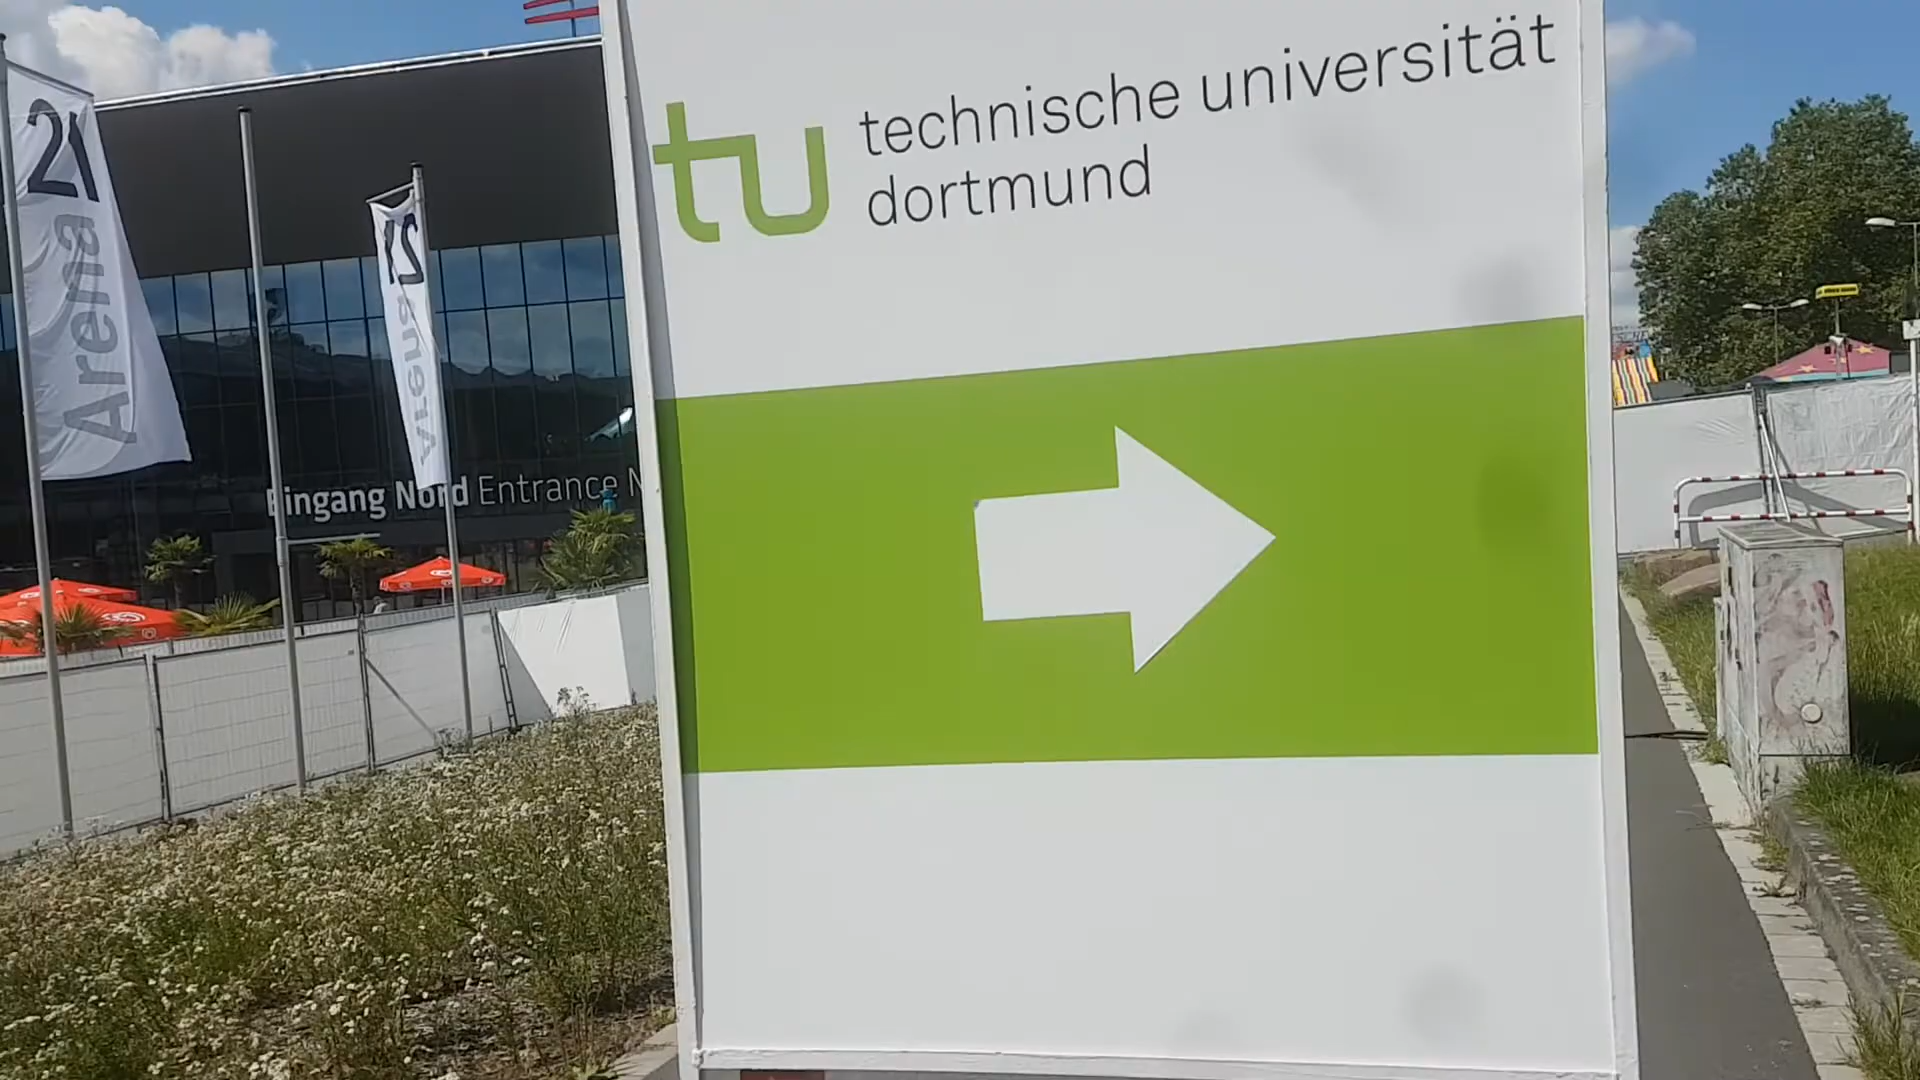 tu technische universität
dortmund
21
Arena
21
Arena
Eingang Nord Entrance N